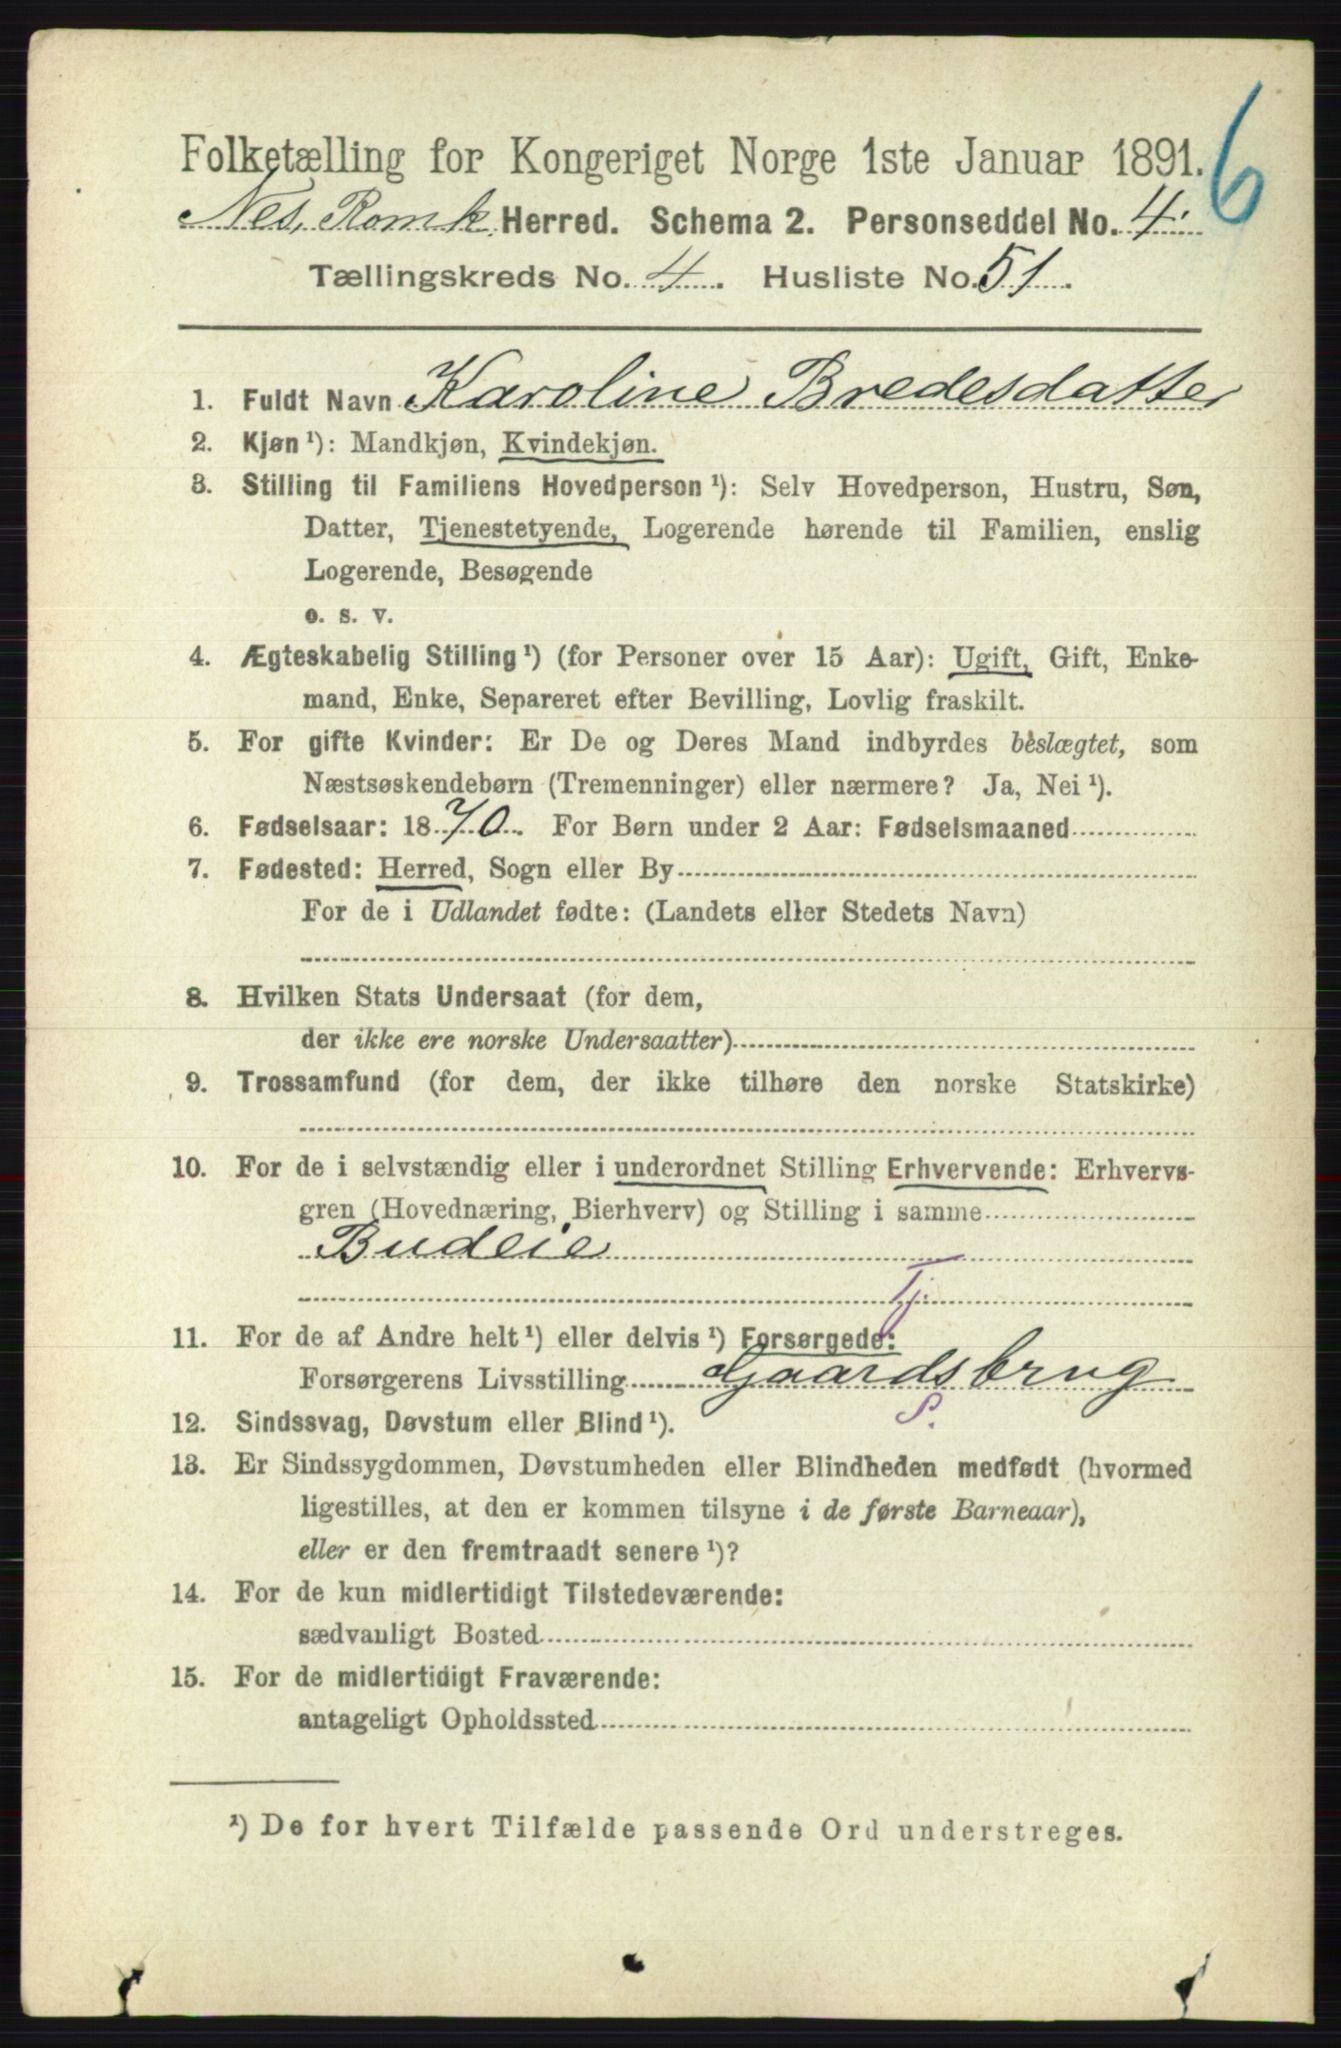 6
Folketælling for Kongeriget Norge 1ste Januar 1891.
Nes, Romk. Herred. Schema 2. Personseddel No. 4.
Tællingskreds No. 4. Husliste No. 51.
1. Fuldt Navn Karoline Bredesdatter
2. Kjøn ¹): Mandkjøn, Kvindekjøn.
3. Stilling til Familiens Hovedperson ¹): Selv Hovedperson, Hustru, Søn,
Datter, Tjenestetyende, Logerende hørende til Familien, enslig
Logerende, Besøgende
o. s. v.
4. Ægteskabelig Stilling ¹) (for Personer over 15 Aar): Ugift, Gift, Enke-
mand, Enke, Separeret efter Bevilling, Lovlig fraskilt.
5. For gifte Kvinder: Er De og Deres Mand indbyrdes beslægtet, som
Næstsøskendebørn (Tremenninger) eller nærmere? Ja, Nei ¹).
6. Fødselsaar: 1870. For Børn under 2 Aar: Fødselsmaaned
7. Fødested: Herred, Sogn eller By
For de i Udlandet fødte: (Landets eller Stedets Navn)
8. Hvilken Stats Undersaat (for dem,
der ikke ere norske Undersaatter)
9. Trossamfund (for dem, der ikke tilhøre den norske Statskirke)
10. For de i selvstændig eller i underordnet Stilling Erhvervende: Erhvervs-
gren (Hovednæring, Bierhverv) og Stilling i samme
Budeie
Tj.
11. For de af Andre helt ¹) eller delvis ¹) Forsørgede:
Forsørgerens Livsstilling Gaardsbrug
S.
12. Sindssvag, Døvstum eller Blind ¹).
13. Er Sindssygdommen, Døvstumheden eller Blindheden medfødt (hvormed
ligestilles, at den er kommen tilsyne i de første Barneaar),
eller er den fremtraadt senere ¹)?
14. For de kun midlertidigt Tilstedeværende:
sædvanligt Bosted
15. For de midlertidigt Fraværende:
antageligt Opholdssted
¹) De for hvert Tilfælde passende Ord understreges.